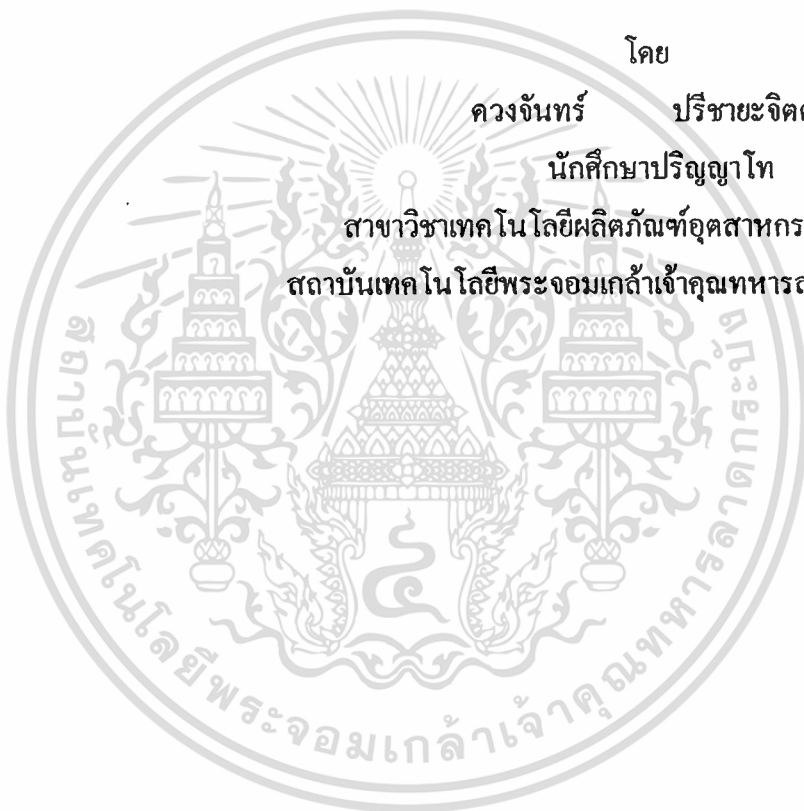 โดย
ดวงจันทร์ ปรีชายะจิต
นักศึกษาปริญญาโท
สาขาวิชาเทคโนโลยีผลิตภัณฑ์อุตสาหกร
สถาบันเทคโนโลยีพระจอมเกล้าเจ้าคุณทหาร
สถาบันเทคโนโลยีพระจอมเกล้าเจ้าคุณทหารลาดกระบัง
๔